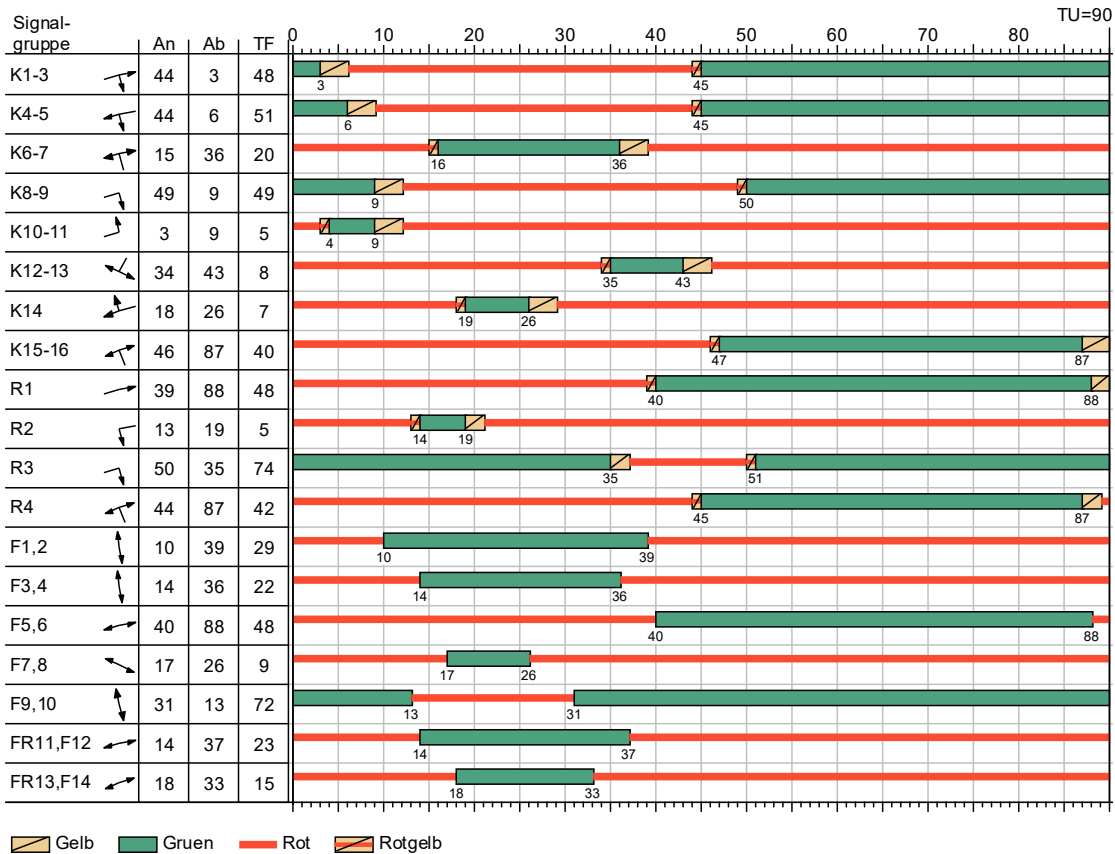 TU=90
Signal-
gruppe An Ab TF 0 10 20 30 40 50 60 70 80
K1-3 44 3 48
3 45
K4-5 44 6 51
6 45
K6-7 15 36 20
16 36
K8-9 49 9 49
9 50
K10-11 3 9 5
4 9
K12-13 34 43 8
35 43
K14 18 26 7
19 26
K15-16 46 87 40
47 87
R1 39 88 48
40 88
R2 13 19 5
14 19
R3 50 35 74
35 51
R4 44 87 42
45 87
F1,2 10 39 29
10 39
F3,4 14 36 22
14 36
F5,6 40 88 48
40 88
F7,8 17 26 9
17 26
F9,10 31 13 72
13 31
FR11,F12 14 37 23
14 37
FR13,F14 18 33 15
18 33
Gelb Gruen Rot Rotgelb